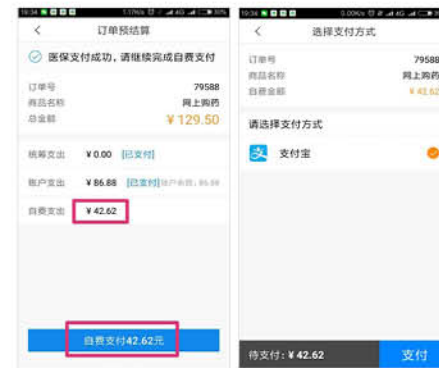 19:34
订单预结算
医保支付成功，请继续完成自费支付
订单号 79588
商品名称 网上购药
总金额 ￥129.50
统筹支出 ￥0.00 [已支付]
账户支出 ￥86.88 [已支付]
自费支出 ￥42.62
自费支付42.62元
选择支付方式
订单号 79588
商品名称 网上购药
自费金额 ￥42.62
请选择支付方式
支 支付宝
待支付：￥42.62 支付